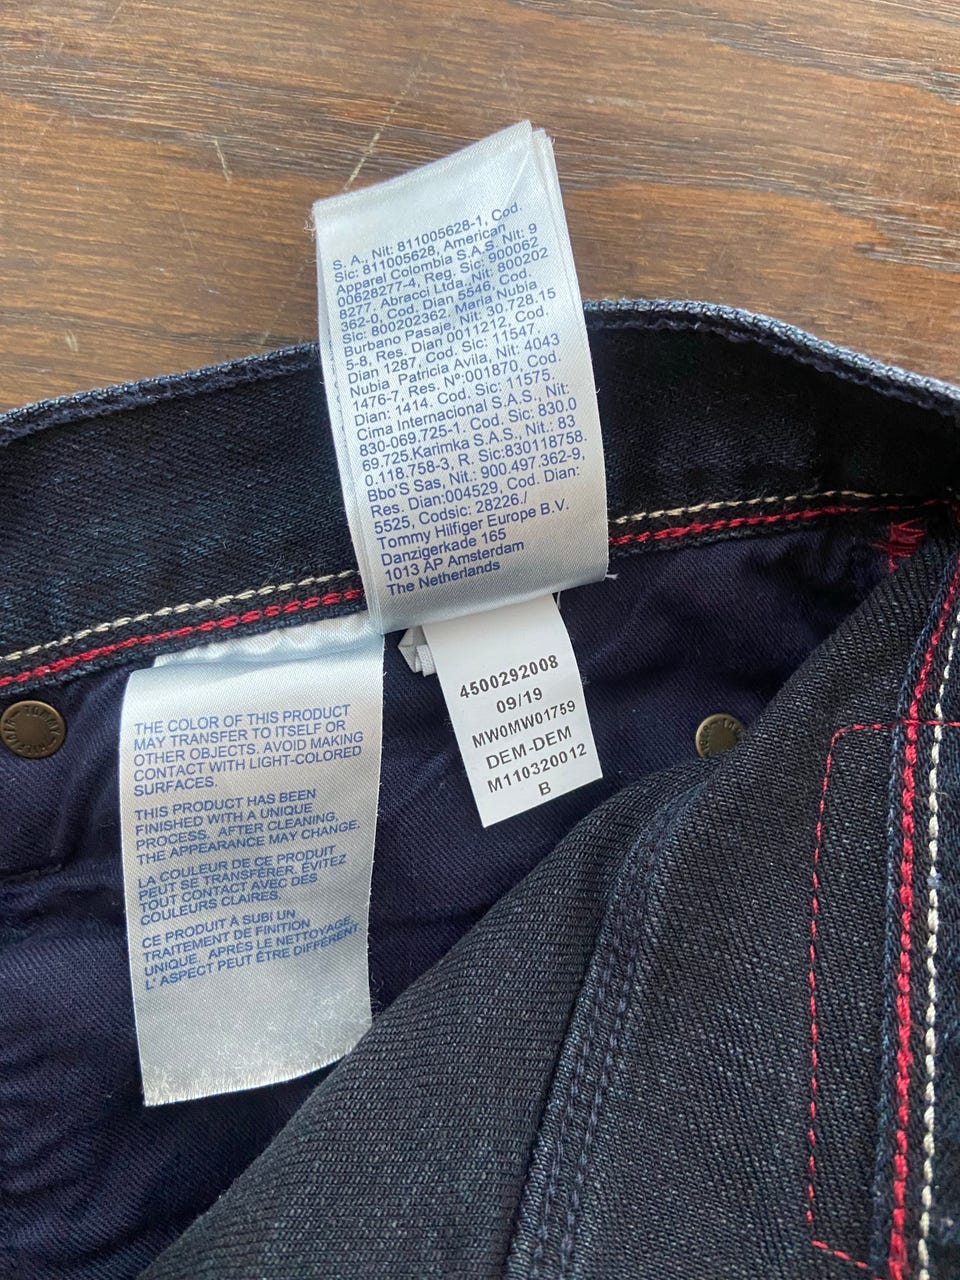 S. A., Nit: 811005628-1, Cod.
Sic: 811005628, American
Apparel Colombia S.A.S, Nit: 9
00628277-4, Reg. Sic: 900062
8277. Abracci Ltda., Nit: 800202
362-0, Cod. Dian 5546, Cod.
Sic: 800202362, Maria Nubia
Burbano Pasaje, Nit: 30.728.15
5-8, Res. Dian 0011212, Cod.
Dian 1287, Cod. Sic: 11547.
Nubia Patricia Avila, Nit: 4043
1476-7, Res. Nº:001870, Cod.
Dian: 1414. Cod. Sic: 11575.
Cima Internacional S.A.S., Nit:
830-069.725-1. Cod. Sic: 830.0
69.725.Karimka S.A.S., Nit.: 83
0.118.758-3, R. Sic:830118758.
Bbo'S Sas, Nit.: 900.497.362-9,
Res. Dian:004529, Cod. Dian:
5525, Codsic: 28226./
Tommy Hilfiger Europe B.V.
Danzigerkade 165
1013 AP Amsterdam
The Netherlands
4500292008
09/19
MW0MW01759
DEM-DEM
M110320012
B
THE COLOR OF THIS PRODUCT
MAY TRANSFER TO ITSELF OR
OTHER OBJECTS. AVOID MAKING
CONTACT WITH LIGHT-COLORED
SURFACES.
THIS PRODUCT HAS BEEN
FINISHED WITH A UNIQUE
PROCESS. AFTER CLEANING,
THE APPEARANCE MAY CHANGE.
LA COULEUR DE CE PRODUIT
PEUT SE TRANSFÉRER. ÉVITEZ
TOUT CONTACT AVEC DES
COULEURS CLAIRES.
CE PRODUIT À SUBI UN
TRAITEMENT DE FINITION
UNIQUE. APRÈS LE NETTOYAGE,
L' ASPECT PEUT ÊTRE DIFFÉRENT.